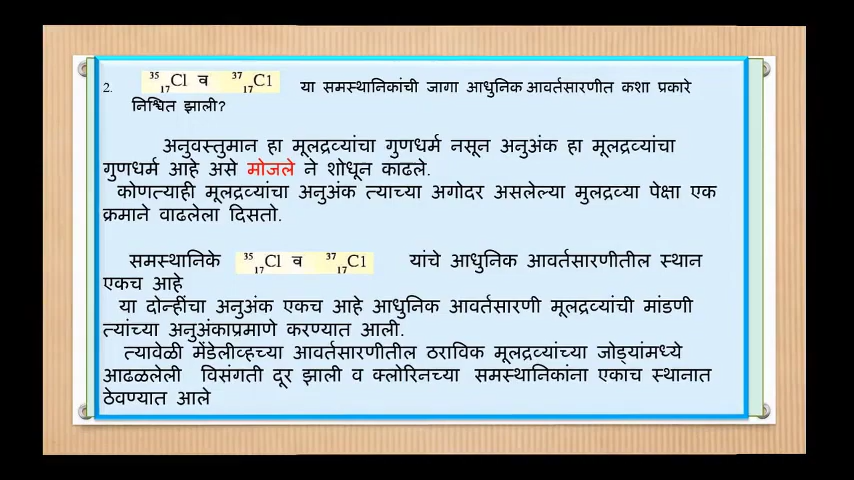 2. ³⁵₁₇Cl व ³⁷₁₇C1 या समस्थानिकांची जागा आधुनिक आवर्तसारणीत कशा प्रकारे
निश्चित झाली?
अनुवस्तुमान हा मूलद्रव्यांचा गुणधर्म नसून अनुअंक हा मूलद्रव्यांचा
गुणधर्म आहे असे मोजले ने शोधून काढले.
कोणत्याही मूलद्रव्यांचा अनुअंक त्याच्या अगोदर असलेल्या मुलद्रव्या पेक्षा एक
क्रमाने वाढलेला दिसतो.
समस्थानिके ³⁵₁₇Cl व ³⁷₁₇C1 यांचे आधुनिक आवर्तसारणीतील स्थान
एकच आहे
या दोन्हींचा अनुअंक एकच आहे आधुनिक आवर्तसारणी मूलद्रव्यांची मांडणी
त्यांच्या अनुअंकाप्रमाणे करण्यात आली.
त्यावेळी मेंडेलीव्हच्या आवर्तसारणीतील ठराविक मूलद्रव्यांच्या जोड्यांमध्ये
आढळलेली विसंगती दूर झाली व क्लोरिनच्या समस्थानिकांना एकाच स्थानात
ठेवण्यात आले